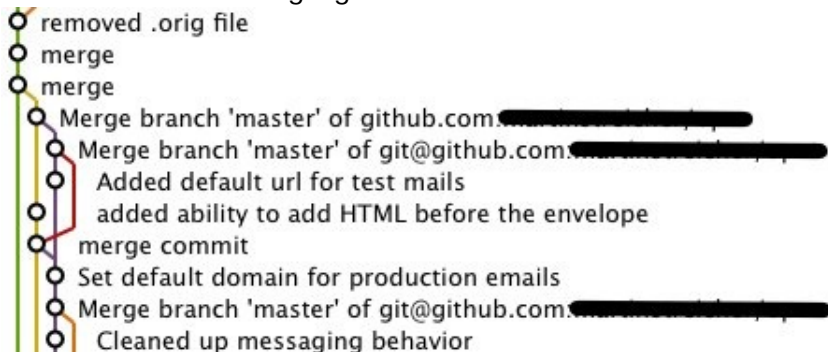 removed .orig file
merge
merge
Merge branch 'master' of github.com:
Merge branch 'master' of git@github.com:
Added default url for test mails
added ability to add HTML before the envelope
merge commit
Set default domain for production emails
Merge branch 'master' of git@github.com:
Cleaned up messaging behavior